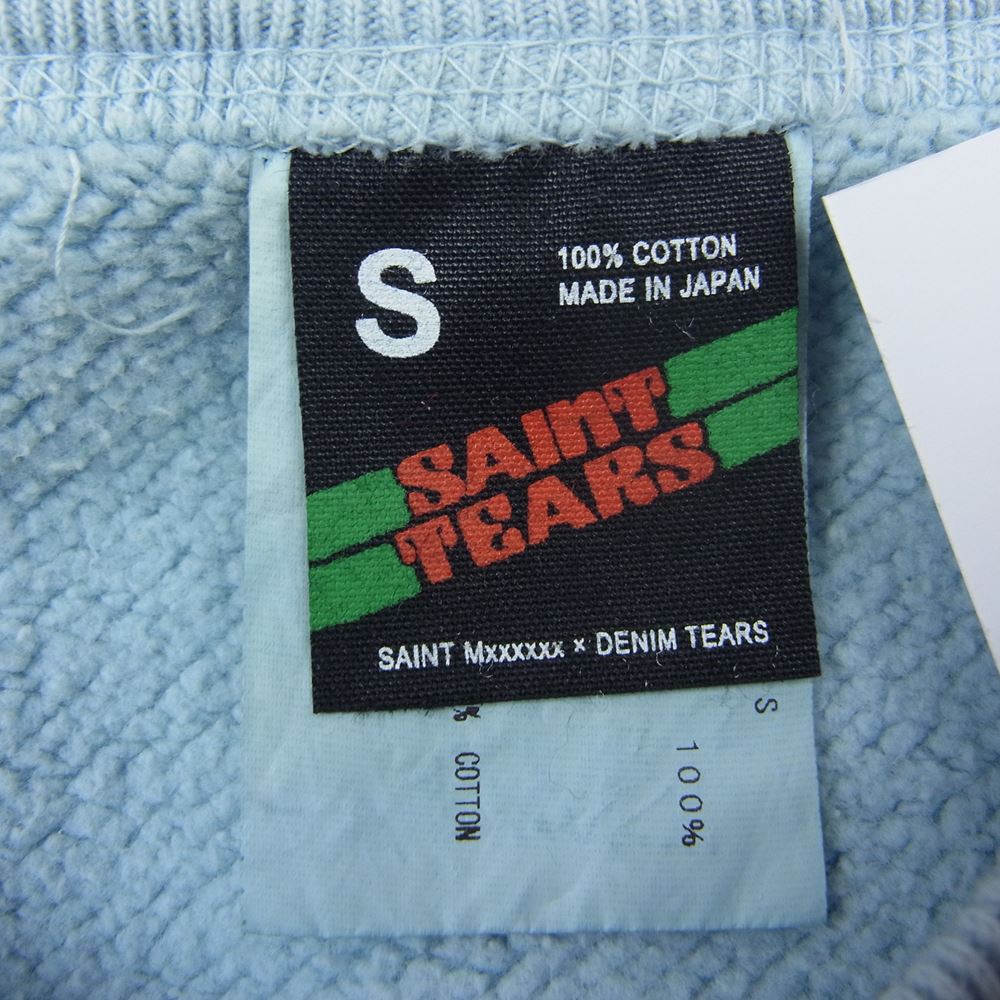 S
100% COTTON
MADE IN JAPAN
SAINT
TEARS
SAINT Mxxxxxx × DENIM TEARS
S
100%
% COTTON